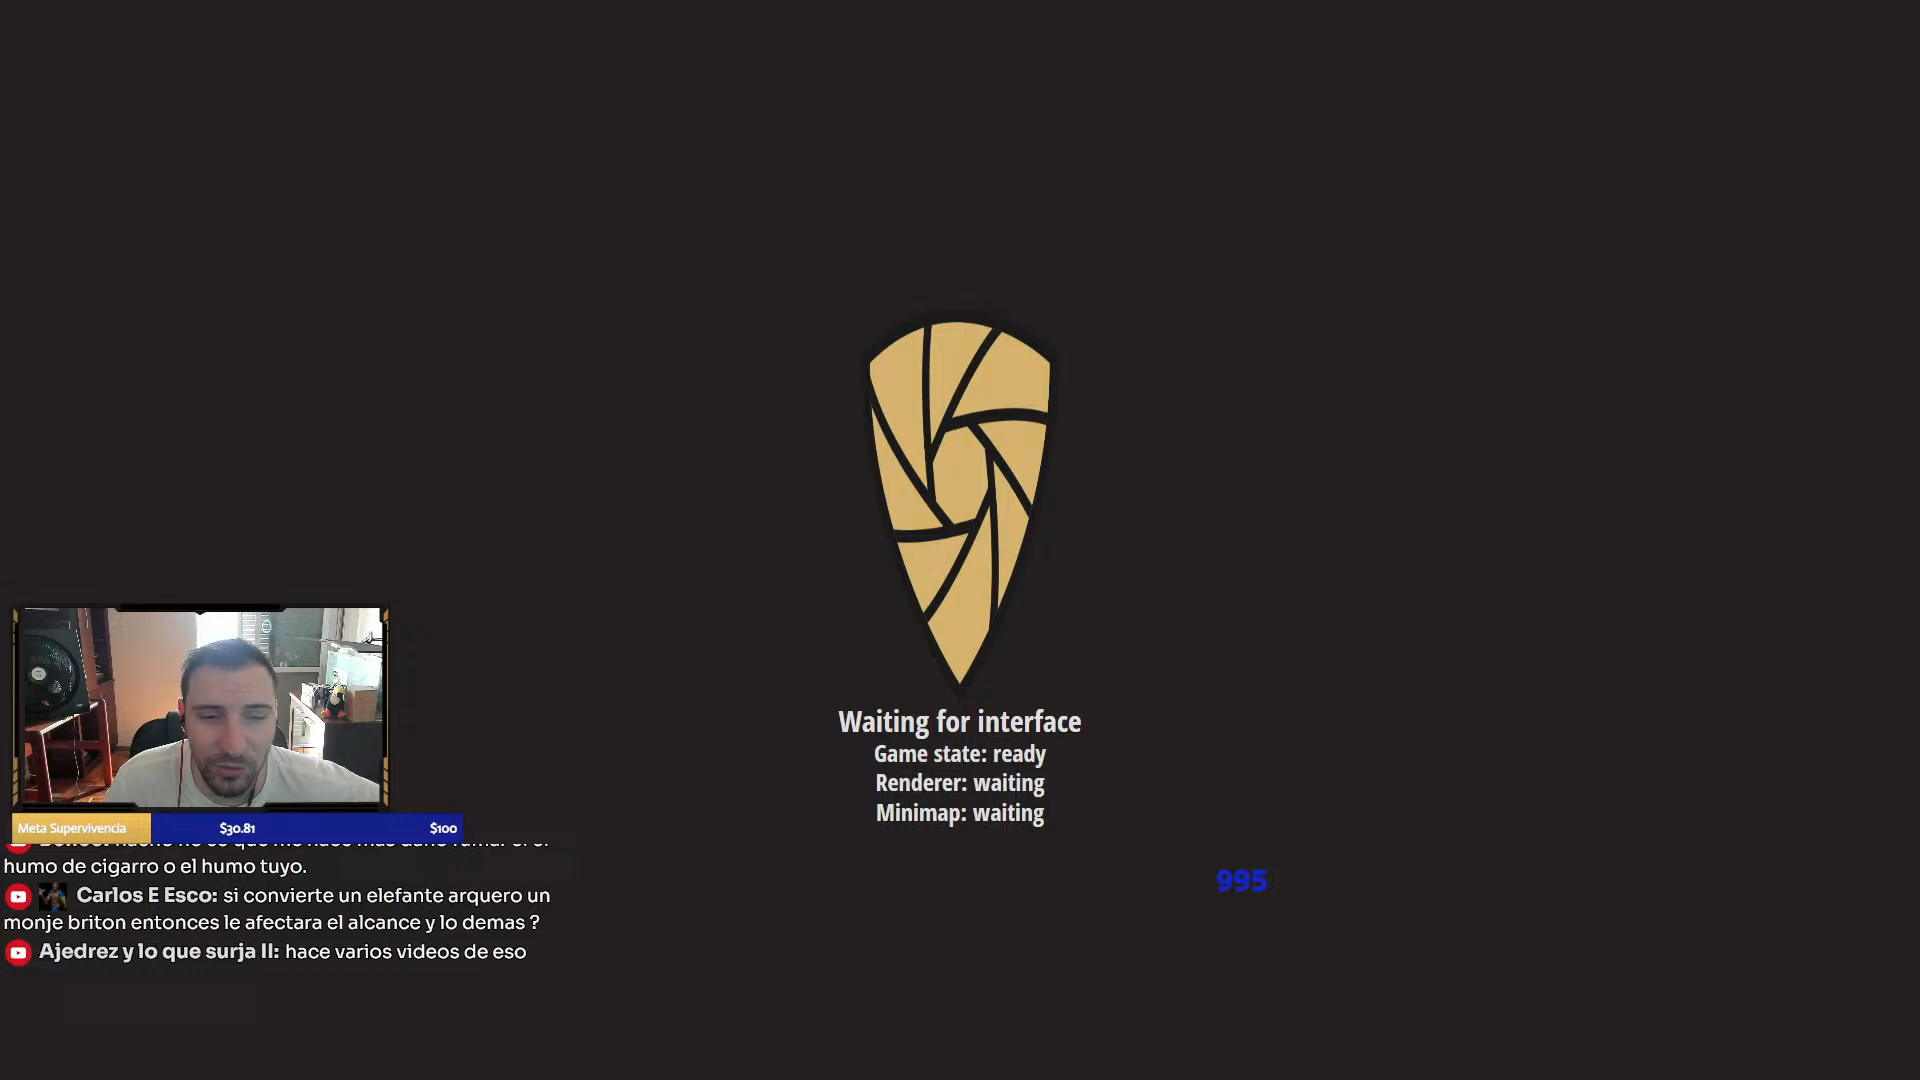 Waiting for interface
Game state: ready
Renderer: waiting
Minimap: waiting
995
Meta Supervivencia $30.81 $100
humo de cigarro o el humo tuyo.
Carlos E Esco: si convierte un elefante arquero un
monje briton entonces le afectara el alcance y lo demas ?
Ajedrez y lo que surja II: hace varios videos de eso